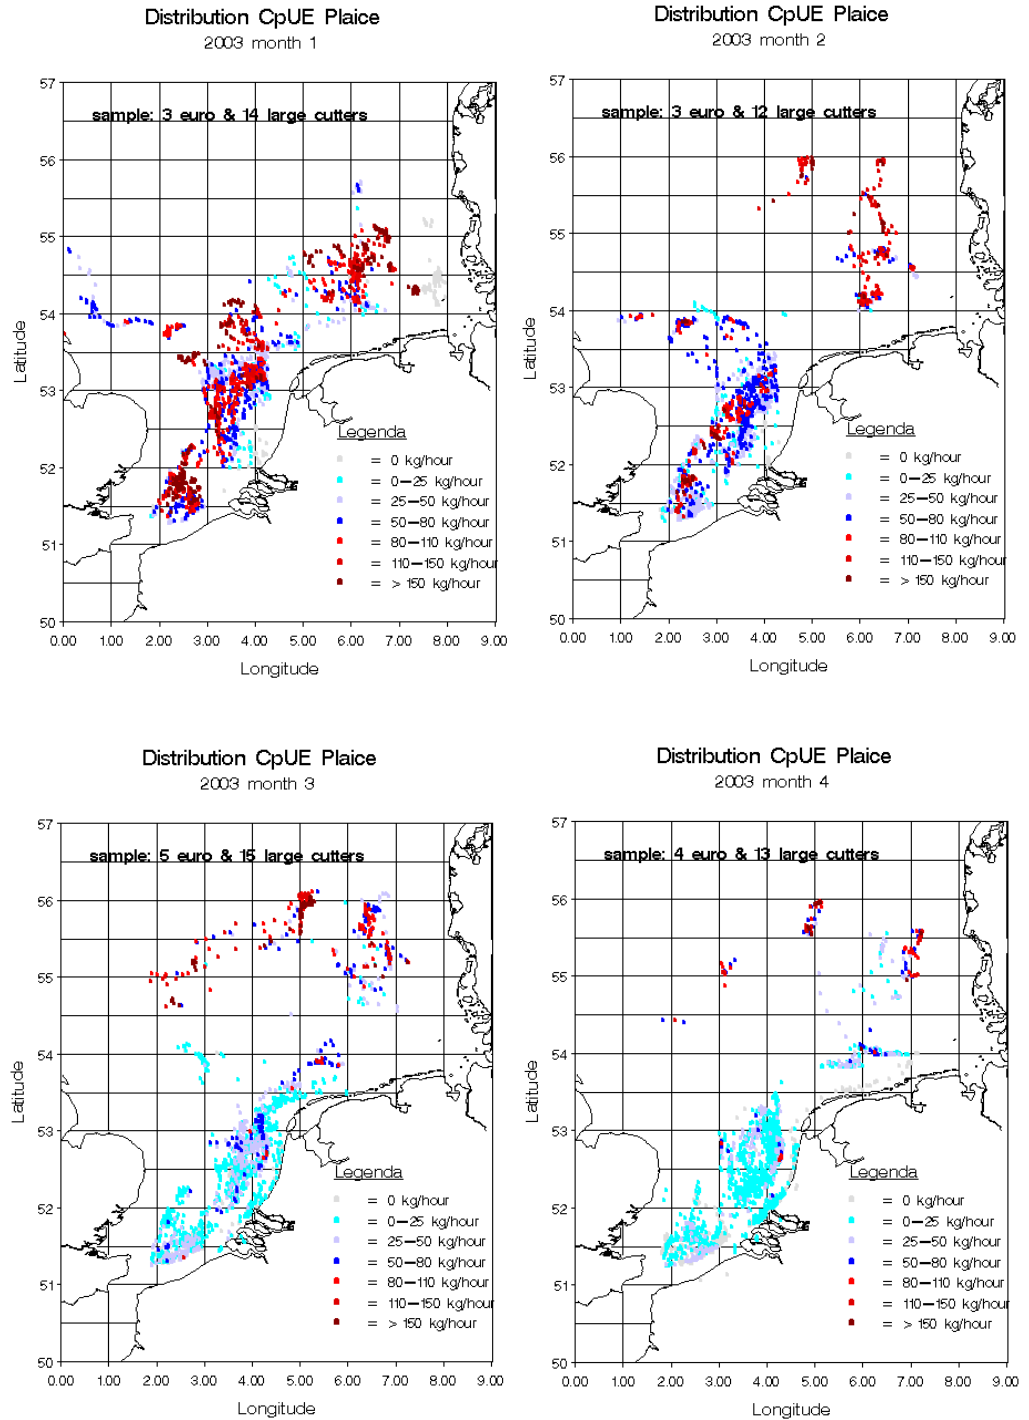 Distribution CpUE Plaice
2003 month 1
sample: 3 euro & 14 large cutters
57
56
55
54
53
52
51
50
Latitude
0.00 1.00 2.00 3.00 4.00 5.00 6.00 7.00 8.00 9.00
Longitude
Legenda
= 0 kg/hour
= 0-25 kg/hour
= 25-50 kg/hour
= 50-80 kg/hour
= 80-110 kg/hour
= 110-150 kg/hour
= > 150 kg/hour
Distribution CpUE Plaice
2003 month 2
sample: 3 euro & 12 large cutters
57
56
55
54
53
52
51
50
Latitude
0.00 1.00 2.00 3.00 4.00 5.00 6.00 7.00 8.00 9.00
Longitude
Legenda
= 0 kg/hour
= 0-25 kg/hour
= 25-50 kg/hour
= 50-80 kg/hour
= 80-110 kg/hour
= 110-150 kg/hour
= > 150 kg/hour
Distribution CpUE Plaice
2003 month 3
sample: 5 euro & 15 large cutters
57
56
55
54
53
52
51
50
Latitude
0.00 1.00 2.00 3.00 4.00 5.00 6.00 7.00 8.00 9.00
Longitude
Legenda
= 0 kg/hour
= 0-25 kg/hour
= 25-50 kg/hour
= 50-80 kg/hour
= 80-110 kg/hour
= 110-150 kg/hour
= > 150 kg/hour
Distribution CpUE Plaice
2003 month 4
sample: 4 euro & 13 large cutters
57
56
55
54
53
52
51
50
Latitude
0.00 1.00 2.00 3.00 4.00 5.00 6.00 7.00 8.00 9.00
Longitude
Legenda
= 0 kg/hour
= 0-25 kg/hour
= 25-50 kg/hour
= 50-80 kg/hour
= 80-110 kg/hour
= 110-150 kg/hour
= > 150 kg/hour